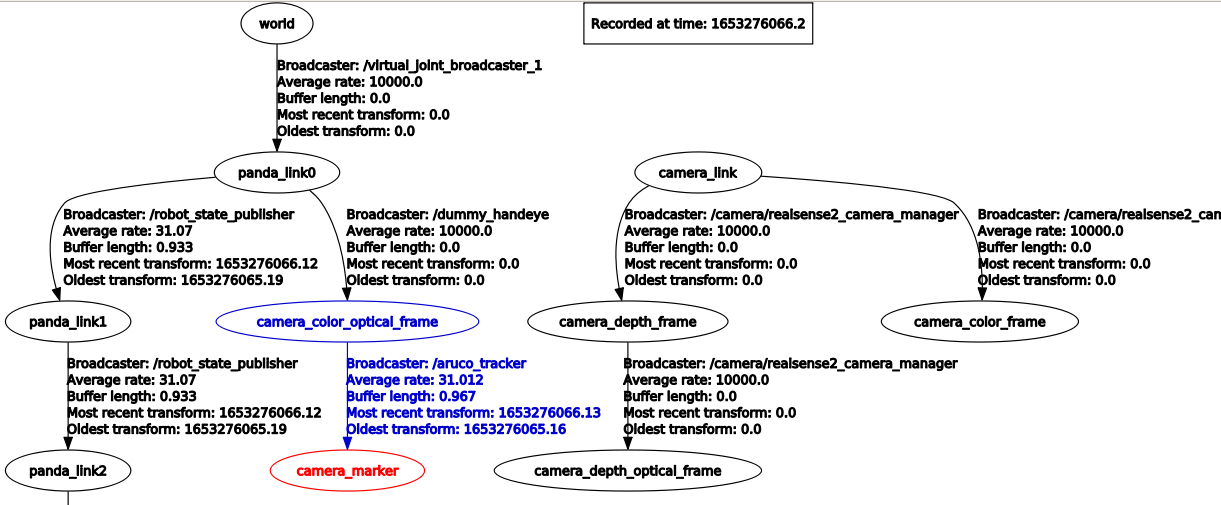 world
Recorded at time: 1653276066.2
Broadcaster: /virtual_joint_broadcaster_1
Average rate: 10000.0
Buffer length: 0.0
Most recent transform: 0.0
Oldest transform: 0.0
panda_link0
camera_link
Broadcaster: /robot_state_publisher
Average rate: 31.07
Buffer length: 0.933
Most recent transform: 1653276066.12
Oldest transform: 1653276065.19
Broadcaster: /dummy_handeye
Average rate: 10000.0
Buffer length: 0.0
Most recent transform: 0.0
Oldest transform: 0.0
Broadcaster: /camera/realsense2_camera_manager
Average rate: 10000.0
Buffer length: 0.0
Most recent transform: 0.0
Oldest transform: 0.0
Broadcaster: /camera/realsense2_can
Average rate: 10000.0
Buffer length: 0.0
Most recent transform: 0.0
Oldest transform: 0.0
panda_link1
camera_color_optical_frame
camera_depth_frame
camera_color_frame
Broadcaster: /robot_state_publisher
Average rate: 31.07
Buffer length: 0.933
Most recent transform: 1653276066.12
Oldest transform: 1653276065.19
Broadcaster: /aruco_tracker
Average rate: 31.012
Buffer length: 0.967
Most recent transform: 1653276066.13
Oldest transform: 1653276065.16
Broadcaster: /camera/realsense2_camera_manager
Average rate: 10000.0
Buffer length: 0.0
Most recent transform: 0.0
Oldest transform: 0.0
panda_link2
camera_marker
camera_depth_optical_frame